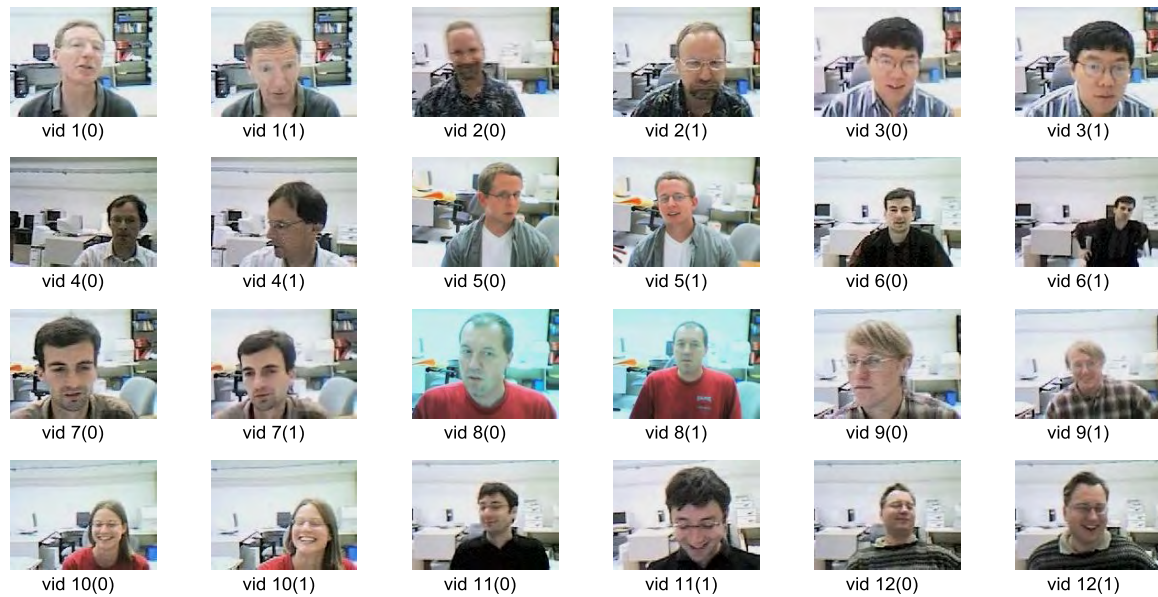 vid 1(0) vid 1(1) vid 2(0) vid 2(1) vid 3(0) vid 3(1)
vid 4(0) vid 4(1) vid 5(0) vid 5(1) vid 6(0) vid 6(1)
vid 7(0) vid 7(1) vid 8(0) vid 8(1) vid 9(0) vid 9(1)
vid 10(0) vid 10(1) vid 11(0) vid 11(1) vid 12(0) vid 12(1)